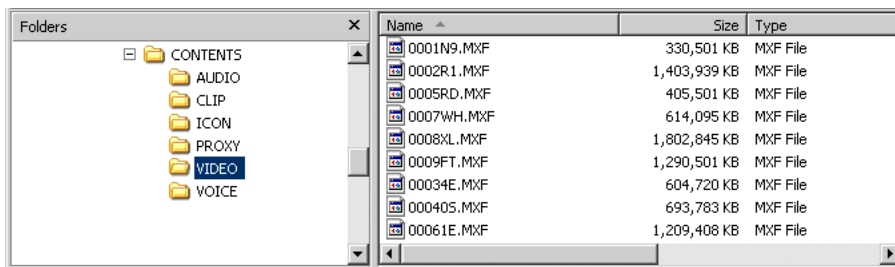 Folders
CONTENTS
AUDIO
CLIP
ICON
PROXY
VIDEO
VOICE
Name Size Type
0001N9.MXF 330,501 KB MXF File
0002R1.MXF 1,403,939 KB MXF File
0005RD.MXF 405,501 KB MXF File
0007WH.MXF 614,095 KB MXF File
0008XL.MXF 1,802,845 KB MXF File
0009FT.MXF 1,290,501 KB MXF File
00034E.MXF 604,720 KB MXF File
00040S.MXF 693,783 KB MXF File
00061E.MXF 1,209,408 KB MXF File